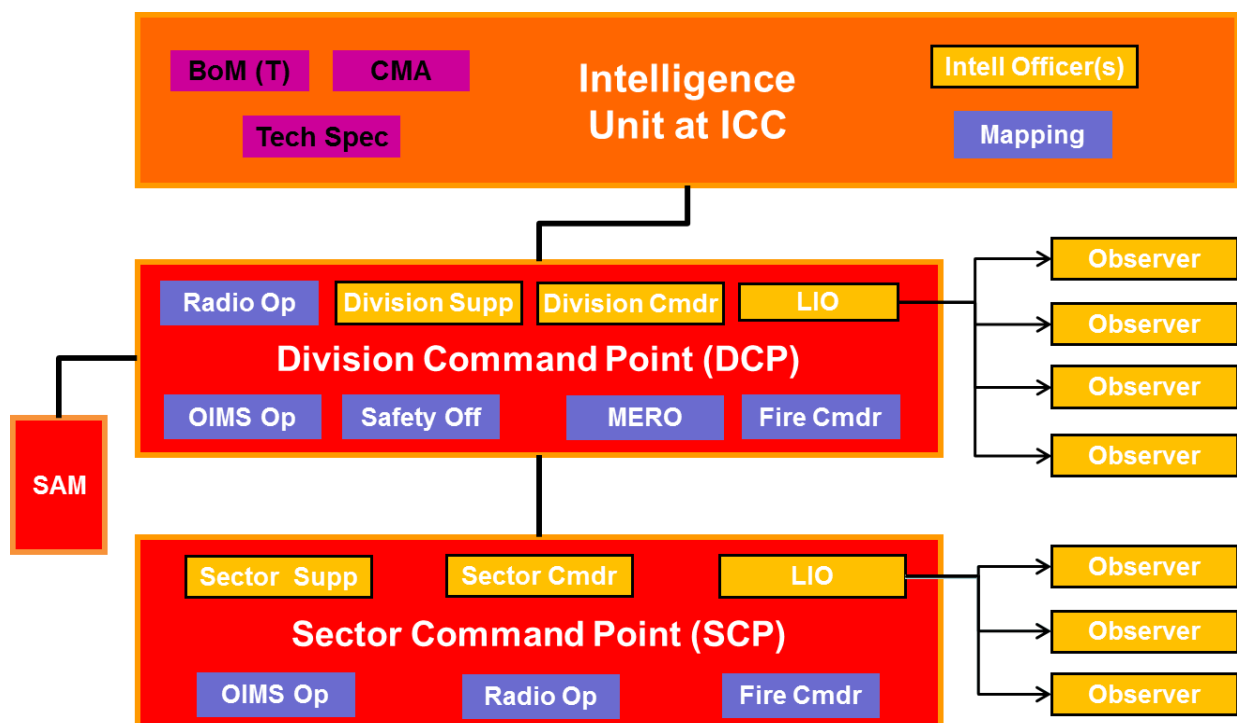 BoM (T)
CMA
Tech Spec
Intelligence
Unit at ICC
Intell Officer(s)
Mapping
Radio Op
Division Supp
Division Cmdr
LIO
Division Command Point (DCP)
OIMS Op
Safety Off
MERO
Fire Cmdr
Observer
Observer
Observer
Observer
SAM
Sector  Supp
Sector Cmdr
LIO
Sector Command Point (SCP)
OIMS Op
Radio Op
Fire Cmdr
Observer
Observer
Observer